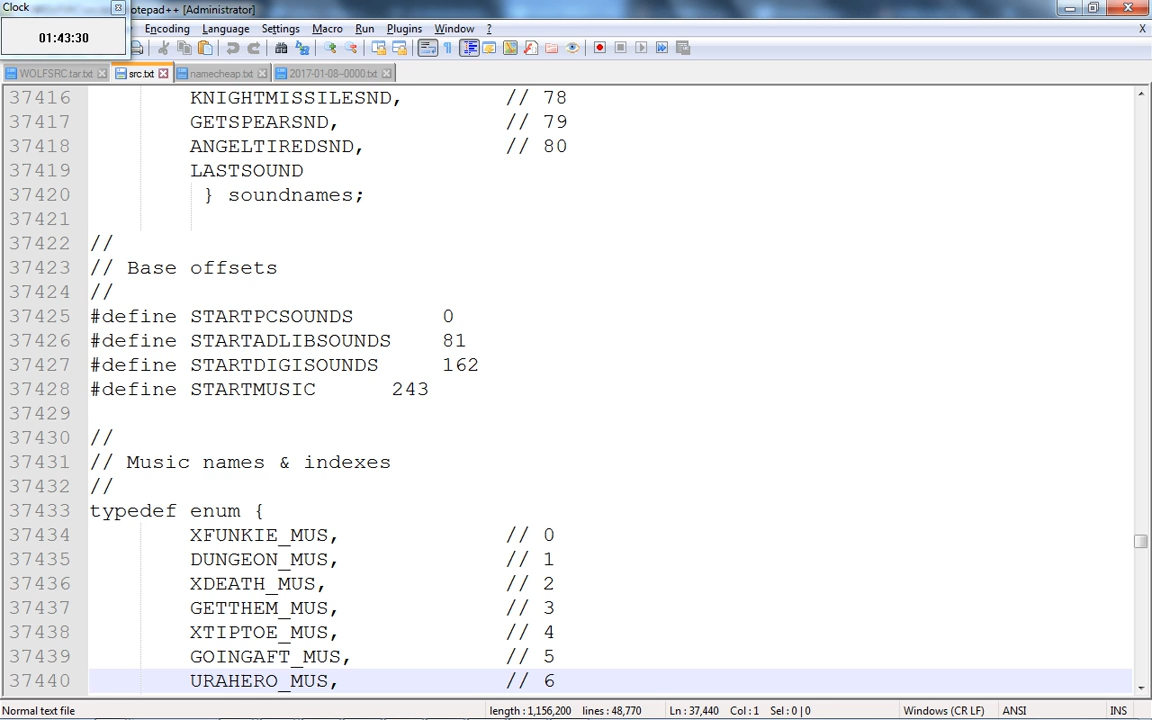 Clock
01:43:30
otepad++ [Administrator]
Encoding Language Settings Macro Run Plugins Window ? X
WOLFSRC.tar.txt src.txt namecheap.txt 2017-01-08--0000.txt
37416 KNIGHTMISSILESND, // 78
37417 GETSPEARSND, // 79
37418 ANGELTIREDSND, // 80
37419 LASTSOUND
37420 } soundnames;
37421
37422 //
37423 // Base offsets
37424 //
37425 #define STARTPCSOUNDS 0
37426 #define STARTADLIBSOUNDS 81
37427 #define STARTDIGISOUNDS 162
37428 #define STARTMUSIC 243
37429
37430 //
37431 // Music names & indexes
37432 //
37433 typedef enum {
37434 XFUNKIE_MUS, // 0
37435 DUNGEON_MUS, // 1
37436 XDEATH_MUS, // 2
37437 GETTHEM_MUS, // 3
37438 XTIPTOE_MUS, // 4
37439 GOINGAFT_MUS, // 5
37440 URAHERO_MUS, // 6
Normal text file length : 1,156,200 lines : 48,770 Ln : 37,440 Col : 1 Sel : 0 | 0 Windows (CR LF) ANSI INS